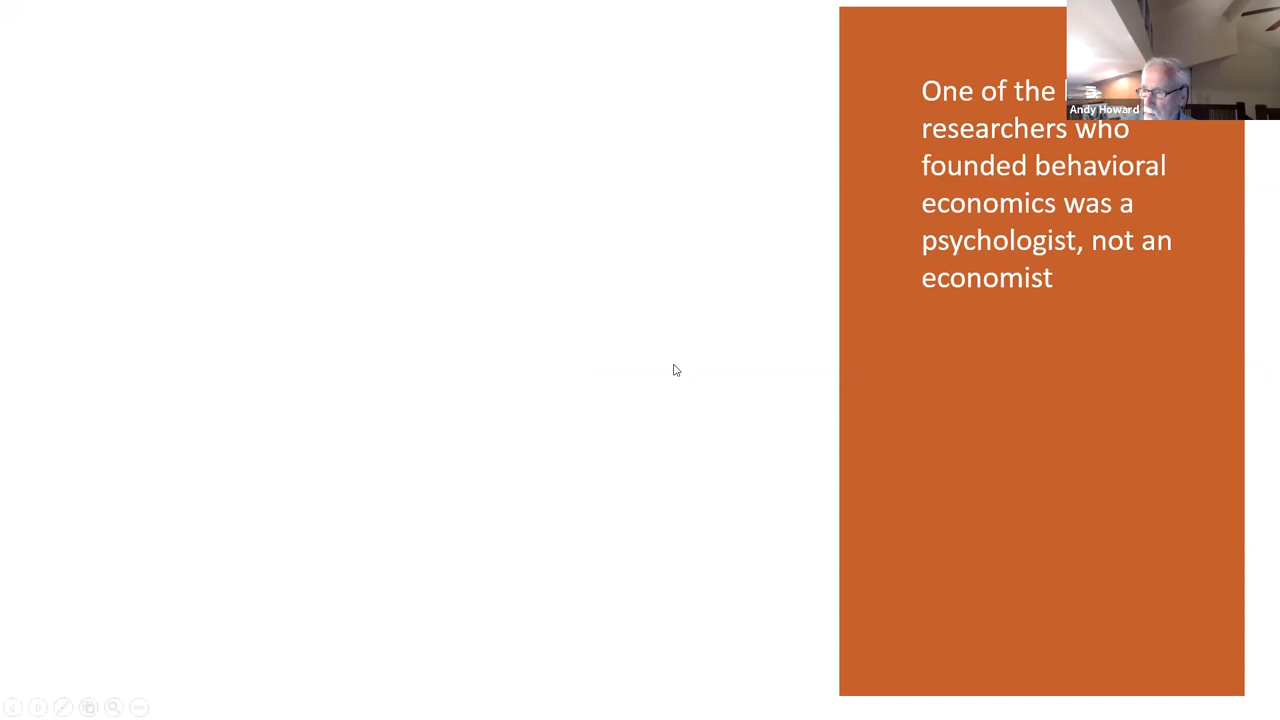 One of the
researchers who
founded behavioral
economics was a
psychologist, not an
economist
Andy Howard